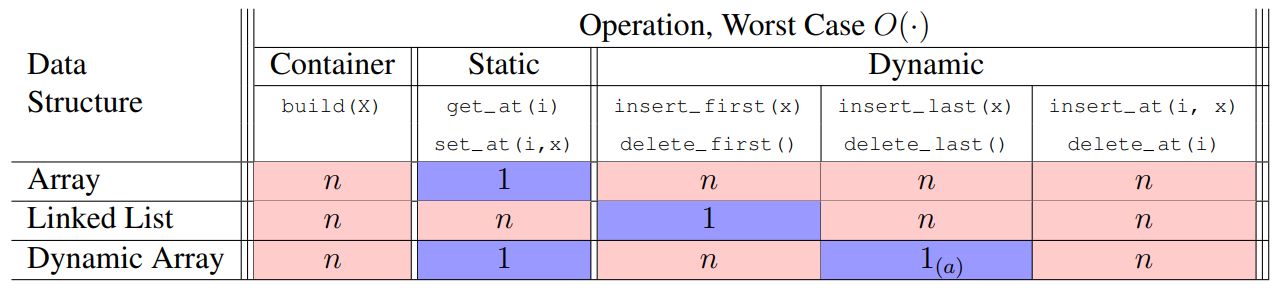 Operation, Worst Case O(·)
Data Container Static Dynamic
Structure build(X) get_at(i) insert_first(x) insert_last(x) insert_at(i, x)
set_at(i,x) delete_first() delete_last() delete_at(i)
Array n 1 n n n
Linked List n n 1 n n
Dynamic Array n 1 n 1(a) n